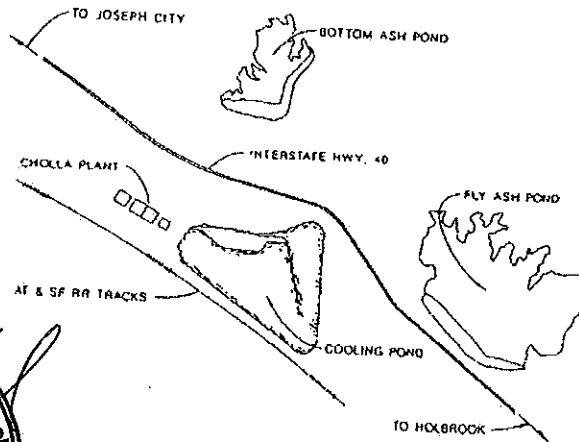 TO JOSEPH CITY
BOTTOM ASH POND
INTERSTATE HWY. 40
CHOLLA PLANT
FLY ASH POND
AT & SF RR TRACKS
COOLING POND
TO HOLBROOK